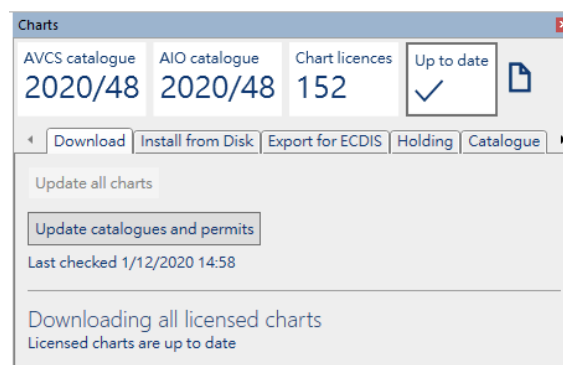 Charts
AVCS catalogue
2020/48
AIO catalogue
2020/48
Chart licences
152
Up to date
Download
Install from Disk
Export for ECDIS
Holding
Catalogue
Update all charts
Update catalogues and permits
Last checked 1/12/2020 14:58
Downloading all licensed charts
Licensed charts are up to date